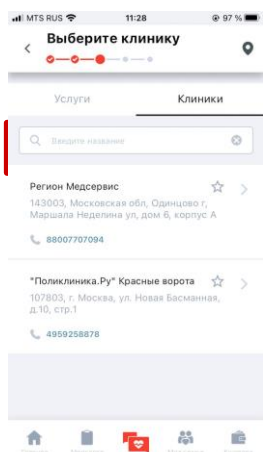 MTS RUS 11:28 97 %
Выберите клинику
Услуги Клиники
Введите название
Регион Медсервис
143003, Московская обл, Одинцово г,
Маршала Неделина ул, дом 6, корпус А
88007707094
"Поликлиника.Ру" Красные ворота
107803, г. Москва, ул. Новая Басманная,
д.10, стр.1
4959258878